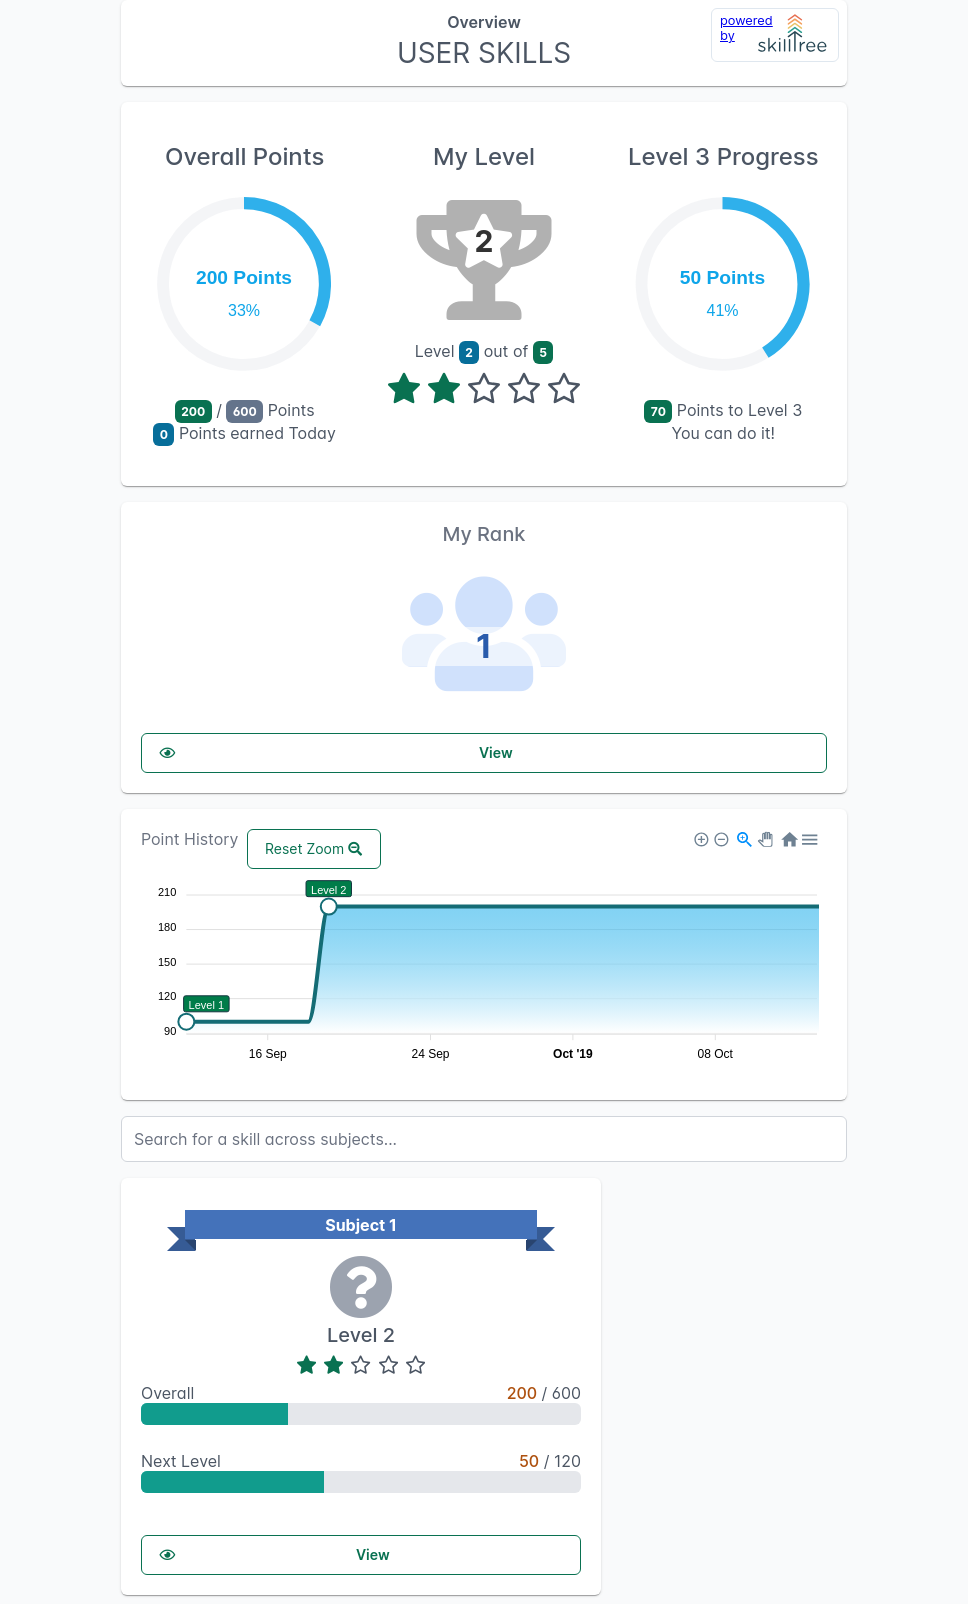 Overview
USER SKILLS
powered
by
skilltree
Overall Points
200 Points
33%
200 / 600 Points
0 Points earned Today
My Level
2
Level 2 out of 5
Level 3 Progress
50 Points
41%
70 Points to Level 3
You can do it!
My Rank
1
View
Point History
Reset Zoom
210
180
150
120
90
Level 2
Level 1
16 Sep
24 Sep
Oct '19
08 Oct
Search for a skill across subjects...
Subject 1
Level 2
Overall 200 / 600
Next Level 50 / 120
View